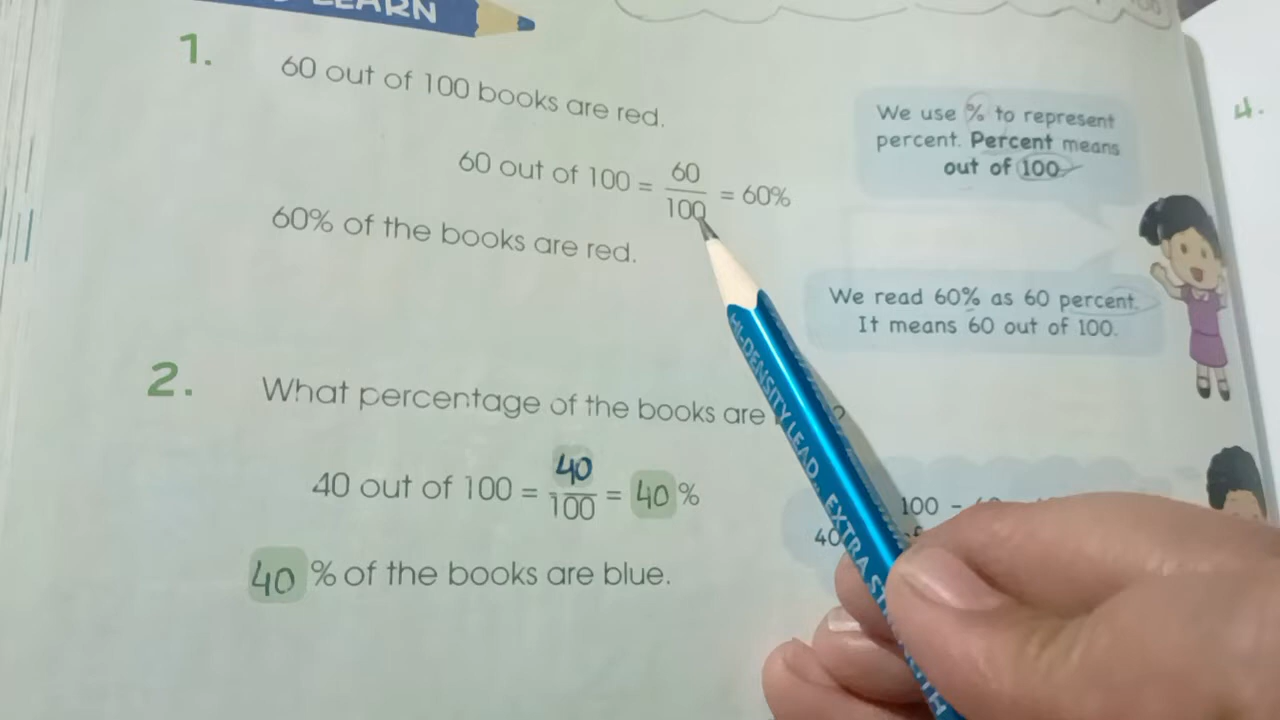 LEARN
1.
60 out of 100 books are red.
60 out of 100 = 60/100 = 60%
60% of the books are red.
We use % to represent
percent. Percent means
out of 100.
We read 60% as 60 percent.
It means 60 out of 100.
4.
2.
What percentage of the books are
40 out of 100 = 40/100 = 40 %
40 % of the books are blue.
100 -
40
HI-DENSITY LEAD.. EXTRA